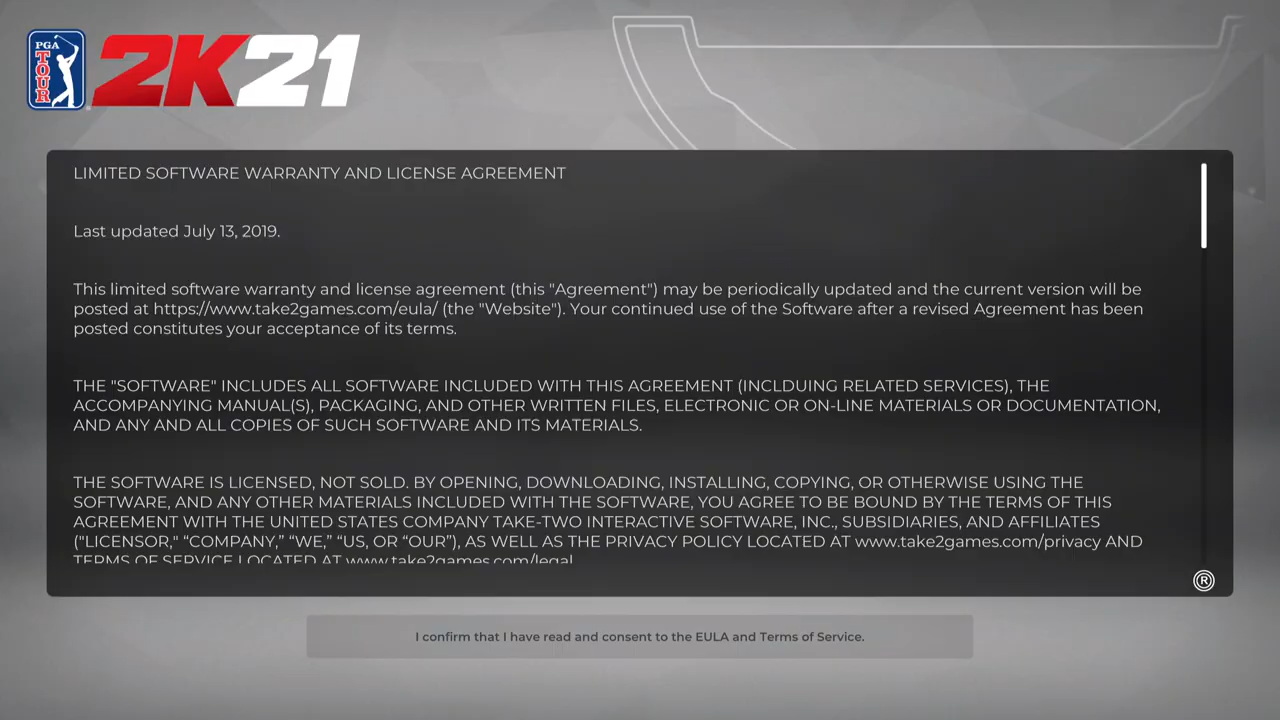 PGA TOUR 2K21
LIMITED SOFTWARE WARRANTY AND LICENSE AGREEMENT
Last updated July 13, 2019.
This limited software warranty and license agreement (this "Agreement") may be periodically updated and the current version will be
posted at https://www.take2games.com/eula/ (the "Website"). Your continued use of the Software after a revised Agreement has been
posted constitutes your acceptance of its terms.
THE "SOFTWARE" INCLUDES ALL SOFTWARE INCLUDED WITH THIS AGREEMENT (INCLDUING RELATED SERVICES), THE
ACCOMPANYING MANUAL(S), PACKAGING, AND OTHER WRITTEN FILES, ELECTRONIC OR ON-LINE MATERIALS OR DOCUMENTATION,
AND ANY AND ALL COPIES OF SUCH SOFTWARE AND ITS MATERIALS.
THE SOFTWARE IS LICENSED, NOT SOLD. BY OPENING, DOWNLOADING, INSTALLING, COPYING, OR OTHERWISE USING THE
SOFTWARE, AND ANY OTHER MATERIALS INCLUDED WITH THE SOFTWARE, YOU AGREE TO BE BOUND BY THE TERMS OF THIS
AGREEMENT WITH THE UNITED STATES COMPANY TAKE-TWO INTERACTIVE SOFTWARE, INC., SUBSIDIARIES, AND AFFILIATES
("LICENSOR," “COMPANY,” “WE,” “US, OR “OUR”), AS WELL AS THE PRIVACY POLICY LOCATED AT www.take2games.com/privacy AND
TERMS OF SERVICE LOCATED AT www.take2games.com/legal
R
I confirm that I have read and consent to the EULA and Terms of Service.